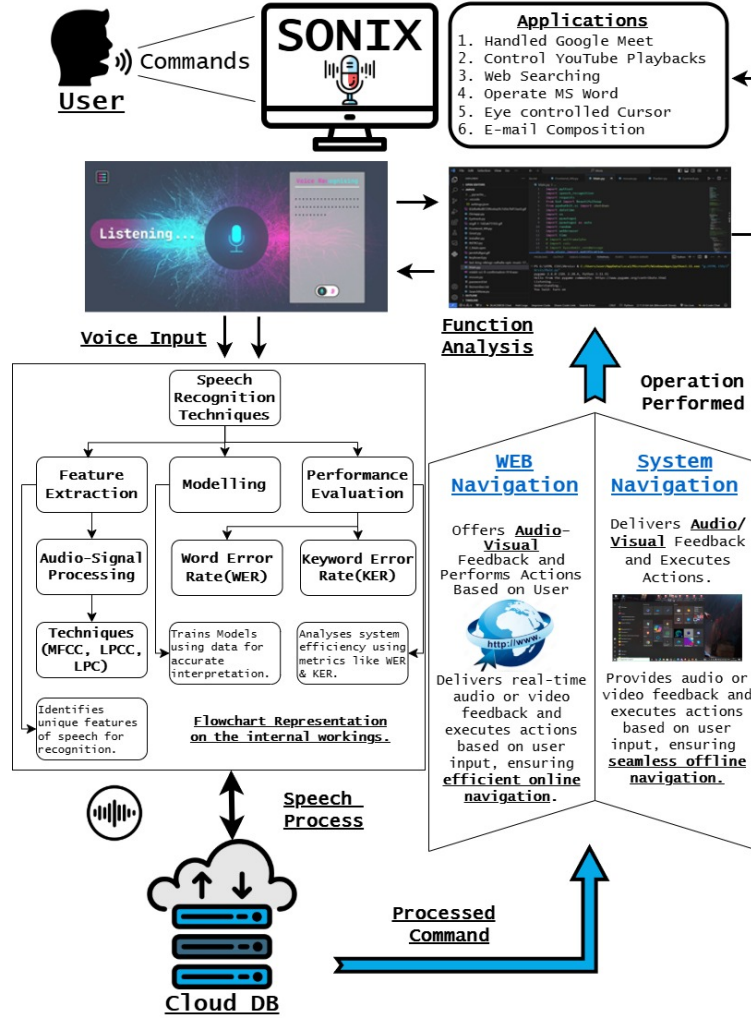 SONIX
Commands
User
Applications
1. Handled Google Meet
2. Control YouTube Playbacks
3. Web Searching
4. Operate MS Word
5. Eye controlled Cursor
6. E-mail Composition
Listening...
Voice Input
Function
Analysis
Operation
Performed
Speech
Recognition
Techniques
Feature
Extraction
Modelling
Performance
Evaluation
Audio-Signal
Processing
Word Error
Rate(WER)
Keyword Error
Rate(KER)
Techniques
(MFCC, LPCC,
LPC)
Trains Models
using data for
accurate
interpretation.
Analyses system
efficiency using
metrics like WER
& KER.
Identifies
unique features
of speech for
recognition.
Flowchart Representation
on the internal workings.
WEB
Navigation
Offers Audio-
Visual
Feedback and
Performs Actions
Based on User
http://www.
Delivers real-time
audio or video
feedback and
executes actions
based on user
input, ensuring
efficient online
navigation.
System
Navigation
Delivers Audio/
Visual Feedback
and Executes
Actions.
Provides audio or
video feedback and
executes actions
based on user
input, ensuring
seamless offline
navigation.
Speech
Process
Processed
Command
Cloud DB